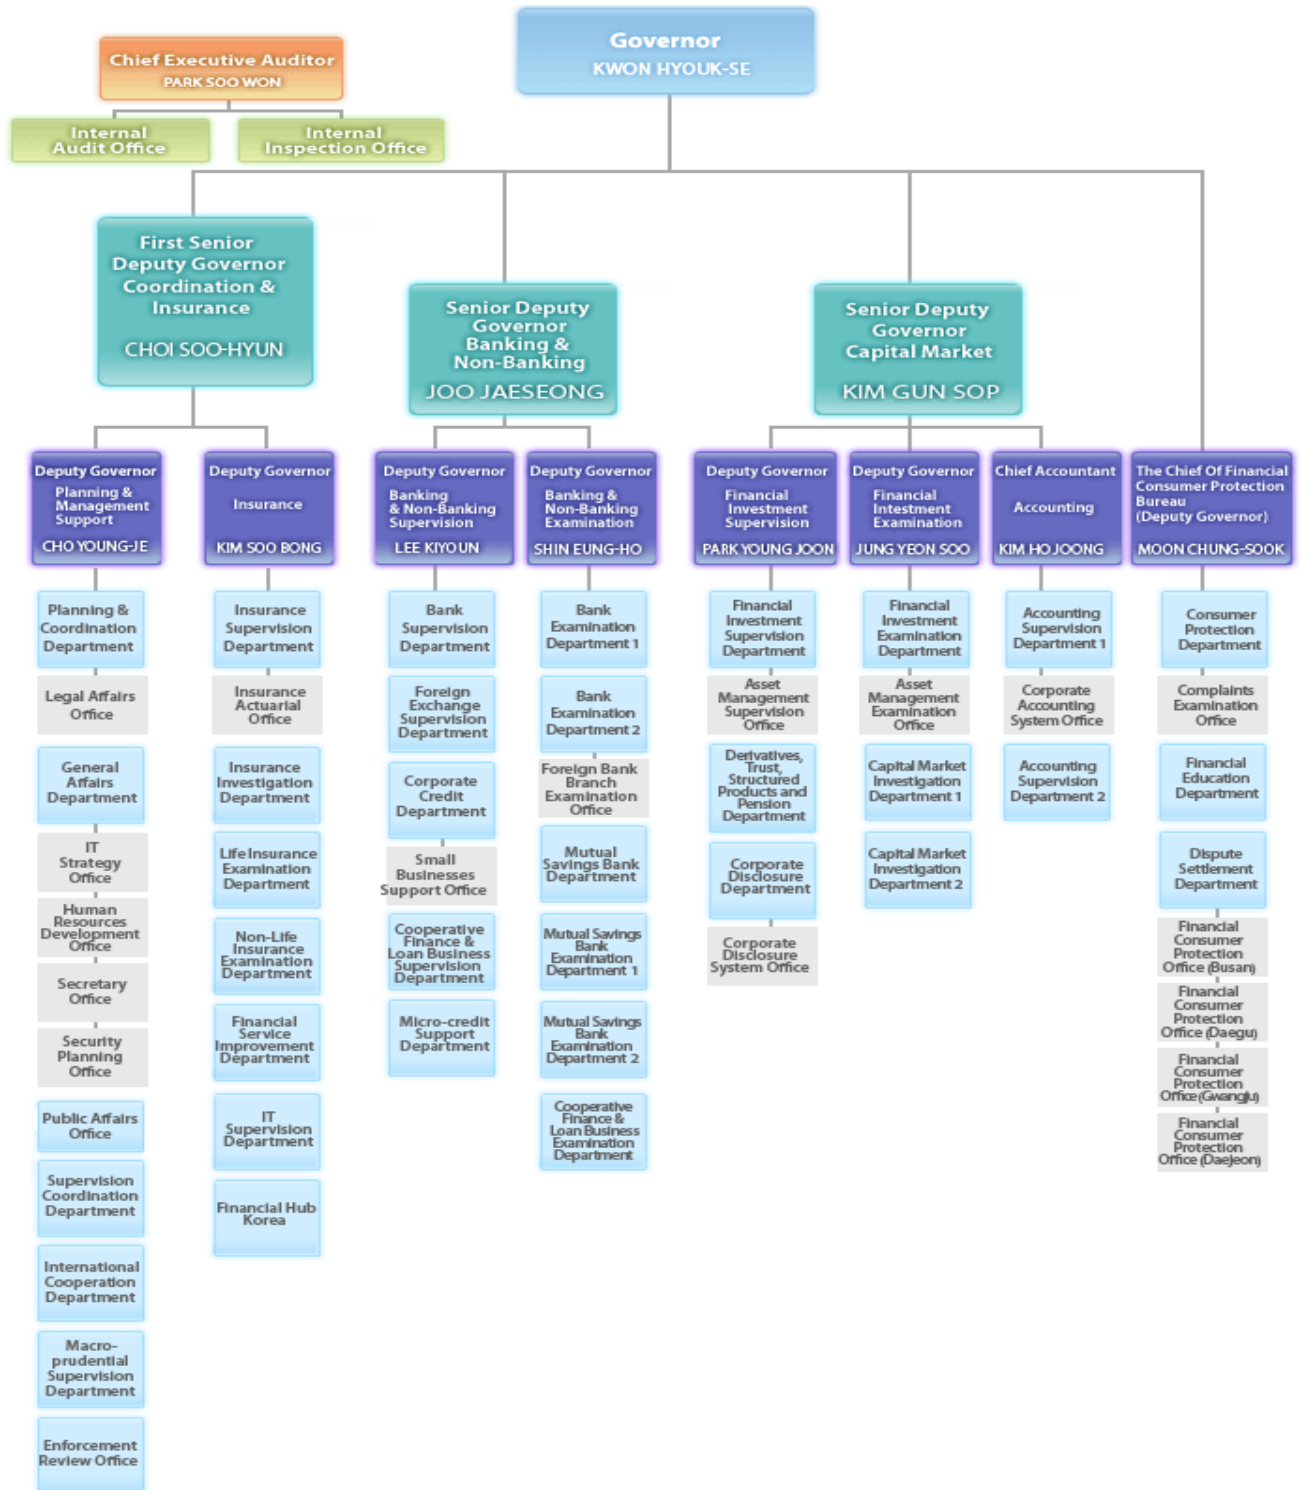 Governor
KWON HYOUK-SE
Chief Executive Auditor
PARK SOO WON
Internal
Audit Office
Internal
Inspection Office
First Senior
Deputy Governor
Coordination &
Insurance
CHOI SOO-HYUN
Senior Deputy
Governor
Banking &
Non-Banking
JOO JAESEONG
Senior Deputy
Governor
Capital Market
KIM GUN SOP
Deputy Governor
Planning &
Management
Support
CHO YOUNG-JE
Deputy Governor
Insurance
KIM SOO BONG
Deputy Governor
Banking
& Non-Banking
Supervision
LEE KIYOUN
Deputy Governor
Banking &
Non-Banking
Examination
SHIN EUNG-HO
Deputy Governor
Financial
Investment
Supervision
PARK YOUNG JOON
Deputy Governor
Financial
Intestment
Examination
JUNG YEON SOO
Chief Accountant
Accounting
KIM HO JOONG
The Chief Of Financial
Consumer Protection
Bureau
(Deputy Governor)
MOON CHUNG-SOOK
Planning &
Coordination
Department
Legal Affairs
Office
General
Affairs
Department
IT
Strategy
Office
Human
Resources
Development
Office
Secretary
Office
Security
Planning
Office
Public Affairs
Office
Supervision
Coordination
Department
International
Cooperation
Department
Macro-
prudential
Supervision
Department
Enforcement
Review Office
Insurance
Supervision
Department
Insurance
Actuarial
Office
Insurance
Investigation
Department
Life Insurance
Examination
Department
Non-Life
Insurance
Examination
Department
Financial
Service
Improvement
Department
IT
Supervision
Department
Financial Hub
Korea
Bank
Supervision
Department
Foreign
Exchange
Supervision
Department
Corporate
Credit
Department
Small
Businesses
Support Office
Cooperative
Finance &
Loan Business
Supervision
Department
Micro-credit
Support
Department
Bank
Examination
Department 1
Bank
Examination
Department 2
Foreign Bank
Branch
Examination
Office
Mutual
Savings Bank
Department
Mutual Savings
Bank
Examination
Department 1
Mutual Savings
Bank
Examination
Department 2
Cooperative
Finance &
Loan Business
Examination
Department
Financial
Investment
Supervision
Department
Asset
Management
Supervision
Office
Derivatives,
Trust,
Structured
Products and
Pension
Department
Corporate
Disclosure
Department
Corporate
Disclosure
System Office
Financial
Investment
Examination
Department
Asset
Management
Examination
Office
Capital Market
Investigation
Department 1
Capital Market
Investigation
Department 2
Accounting
Supervision
Department 1
Corporate
Accounting
System Office
Accounting
Supervision
Department 2
Consumer
Protection
Department
Complaints
Examination
Office
Financial
Education
Department
Dispute
Settlement
Department
Financial
Consumer
Protection
Office (Busan)
Financial
Consumer
Protection
Office (Daegu)
Financial
Consumer
Protection
Office (Gwangju)
Financial
Consumer
Protection
Office (Daejeon)